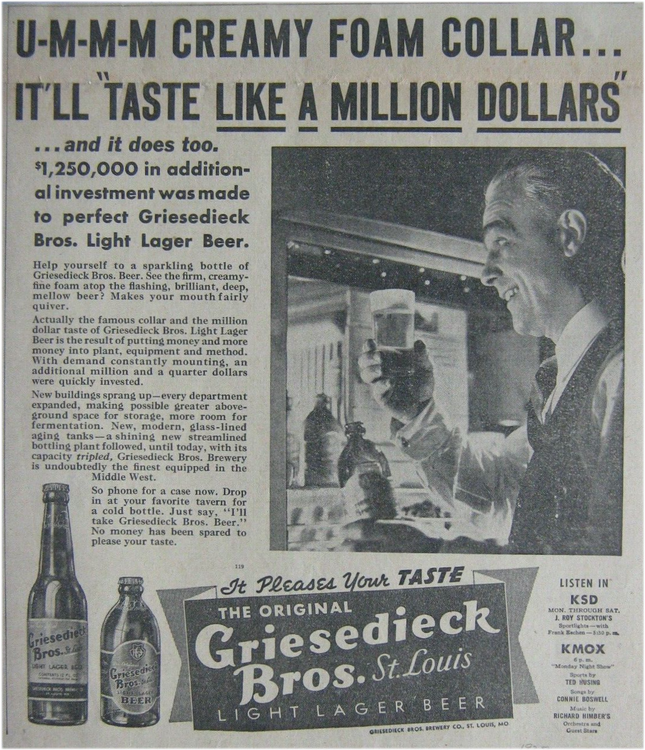 U-M-M-M CREAMY FOAM COLLAR...
IT'LL "TASTE LIKE A MILLION DOLLARS"
...and it does too.
$1,250,000 in addition-
al investment was made
to perfect Griesedieck
Bros. Light Lager Beer.
Help yourself to a sparkling bottle of
Griesedieck Bros. Beer. See the firm, creamy-
fine foam atop the flashing, brilliant, deep,
mellow beer? Makes your mouth fairly
quiver.
Actually the famous collar and the million
dollar taste of Griesedieck Bros. Light Lager
Beer is the result of putting money and more
money into plant, equipment and method.
With demand constantly mounting, an
additional million and a quarter dollars
were quickly invested.
New buildings sprang up—every department
expanded, making possible greater above-
ground space for storage, more room for
fermentation. New, modern, glass-lined
aging tanks—a shining new streamlined
bottling plant followed, until today, with its
capacity tripled, Griesedieck Bros. Brewery
is undoubtedly the finest equipped in the
Middle West.
So phone for a case now. Drop
in at your favorite tavern for
a cold bottle. Just say, "I'll
take Griesedieck Bros. Beer."
No money has been spared to
please your taste.
119
Griesedieck
Bros.
LIGHT LAGER BEER
Griesedieck
Bros.
BEER
It Pleases Your TASTE
THE ORIGINAL
Griesedieck
Bros. St. Louis
LIGHT LAGER BEER
GRIESEDIECK BROS. BREWERY CO., ST. LOUIS, MO
LISTEN IN
KSD
MON. THROUGH SAT.
J. ROY STOCKTON'S
Sportlights—with
Frank Eschen—
p. m.
KMOX
p. m.
"Monday Night Show"
Sports by
TED HUSING
Songs by
CONNIE BOSWELL
Music by
RICHARD HIMBER'S
Orchestra and
Guest Stars